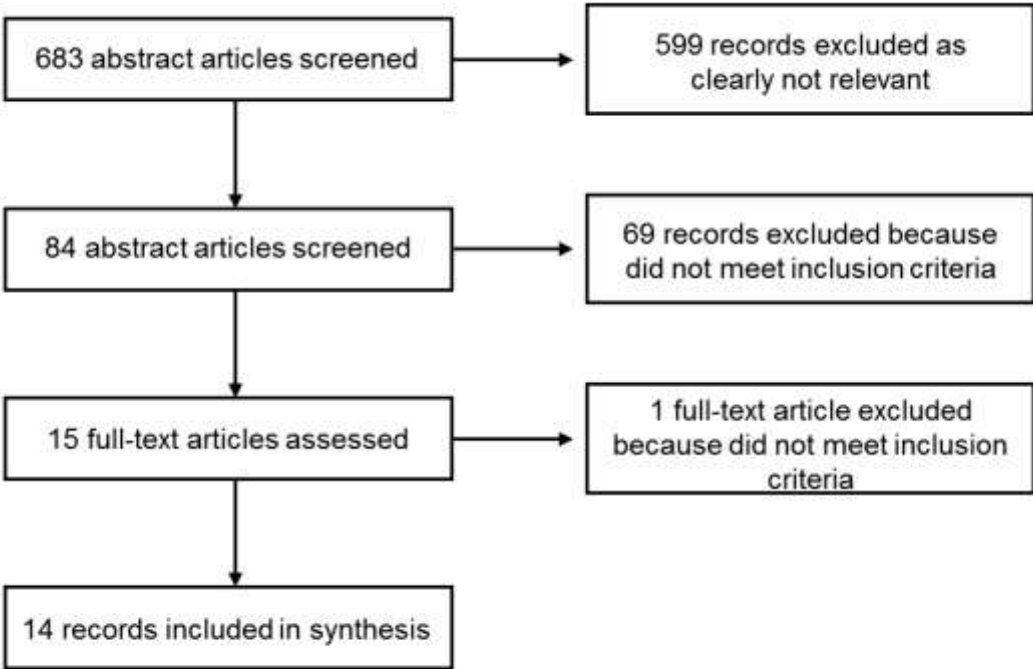 683 abstract articles screened
599 records excluded as
clearly not relevant
84 abstract articles screened
69 records excluded because
did not meet inclusion criteria
15 full-text articles assessed
1 full-text article excluded
because did not meet inclusion
criteria
14 records included in synthesis